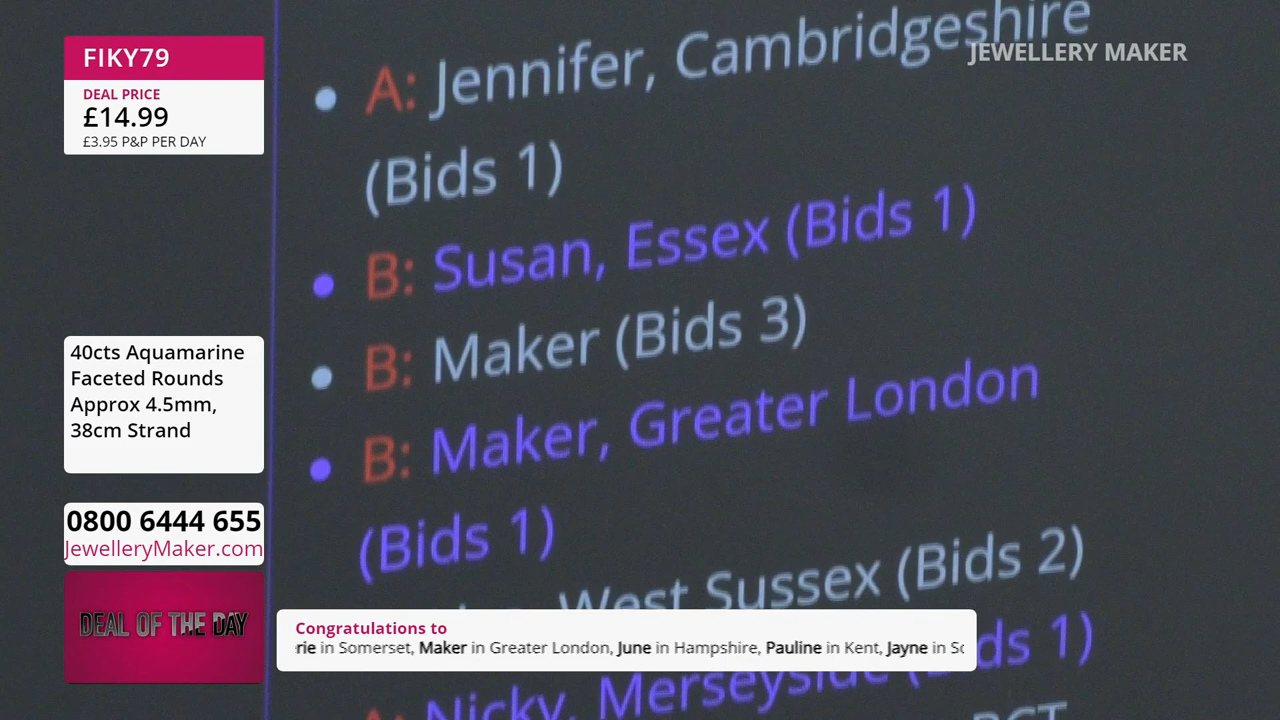 FIKY79
DEAL PRICE
£14.99
£3.95 P&P PER DAY
40cts Aquamarine
Faceted Rounds
Approx 4.5mm,
38cm Strand
0800 6444 655
JewelleryMaker.com
DEAL OF THE DAY
JEWELLERY MAKER
A: Jennifer, Cambridgeshire
(Bids 1)
B: Susan, Essex (Bids 1)
B: Maker (Bids 3)
B: Maker, Greater London
(Bids 1)
West Sussex (Bids 2)
Nicky, Merseyside 1)
Congratulations to
in Somerset, Maker in Greater London, June in Hampshire, Pauline in Kent, Jayne in